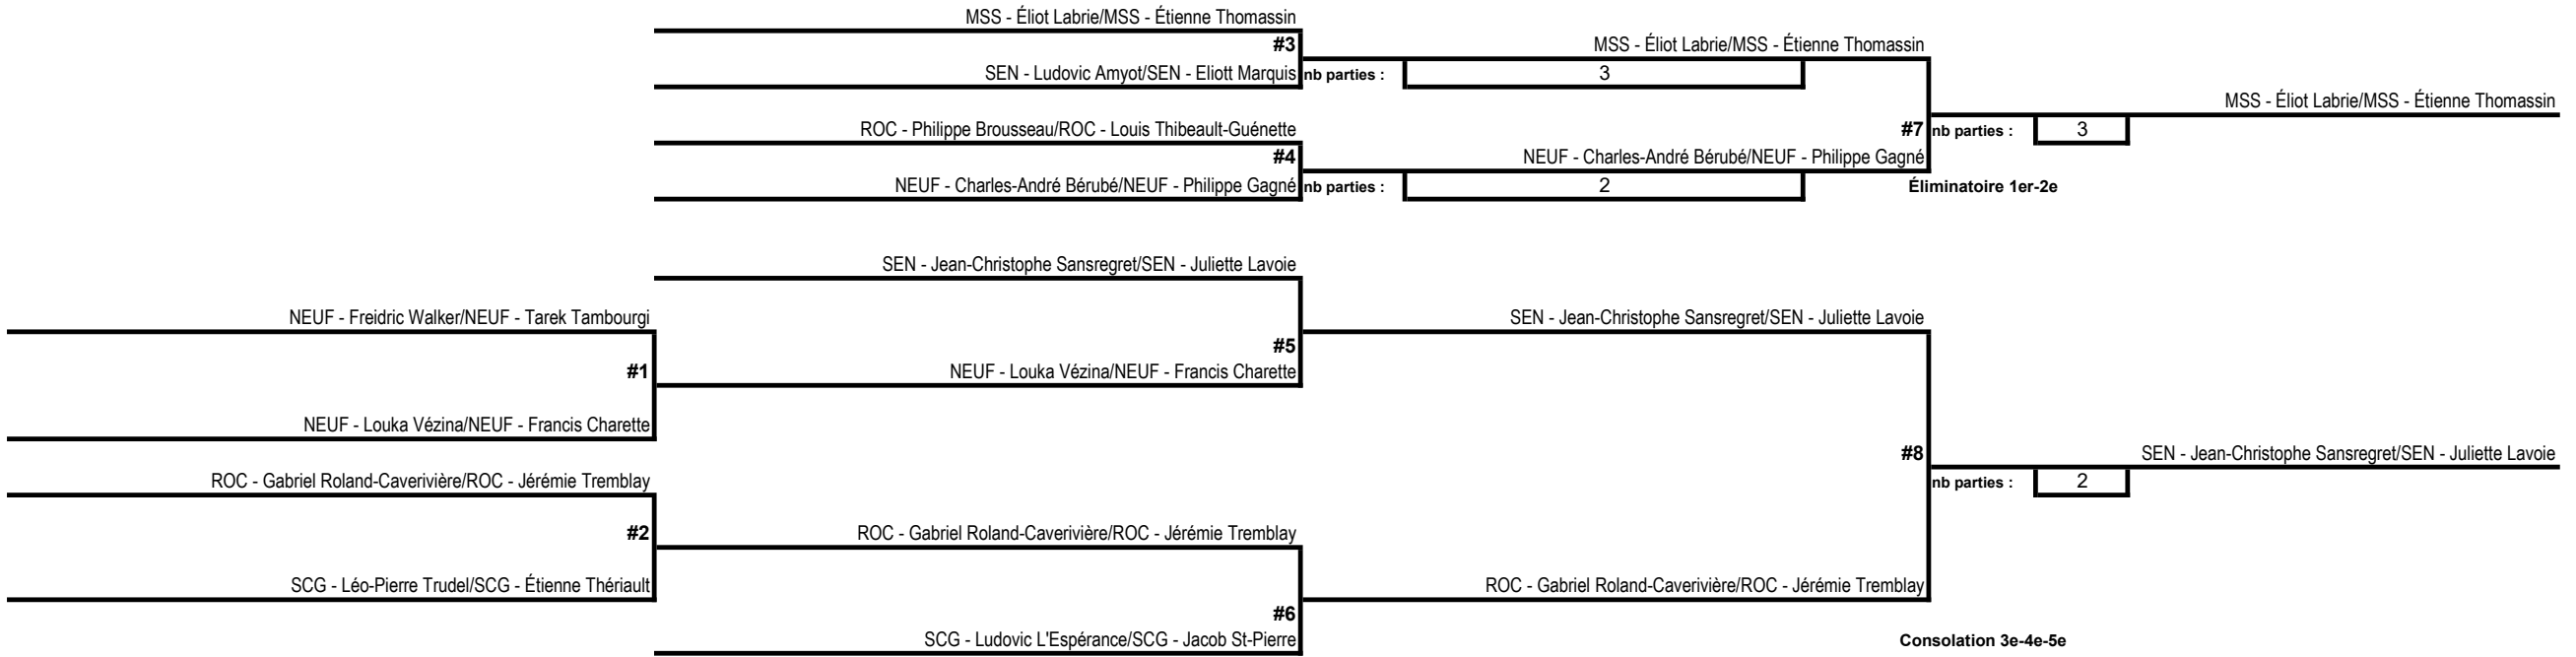 MSS - Éliot Labrie/MSS - Étienne Thomassin
#3
MSS - Éliot Labrie/MSS - Étienne Thomassin
SEN - Ludovic Amyot/SEN - Eliott Marquis
nb parties :
3
MSS - Éliot Labrie/MSS - Étienne Thomassin
ROC - Philippe Brousseau/ROC - Louis Thibeault-Guénette
#7
nb parties :
3
#4
NEUF - Charles-André Bérubé/NEUF - Philippe Gagné
NEUF - Charles-André Bérubé/NEUF - Philippe Gagné
nb parties :
2
Éliminatoire 1er-2e
SEN - Jean-Christophe Sansregret/SEN - Juliette Lavoie
NEUF - Freidric Walker/NEUF - Tarek Tambourgi
SEN - Jean-Christophe Sansregret/SEN - Juliette Lavoie
#5
#1
NEUF - Louka Vézina/NEUF - Francis Charette
NEUF - Louka Vézina/NEUF - Francis Charette
#8
SEN - Jean-Christophe Sansregret/SEN - Juliette Lavoie
ROC - Gabriel Roland-Caverivière/ROC - Jérémie Tremblay
nb parties :
2
#2
ROC - Gabriel Roland-Caverivière/ROC - Jérémie Tremblay
SCG - Léo-Pierre Trudel/SCG - Étienne Thériault
ROC - Gabriel Roland-Caverivière/ROC - Jérémie Tremblay
#6
SCG - Ludovic L'Espérance/SCG - Jacob St-Pierre
Consolation 3e-4e-5e